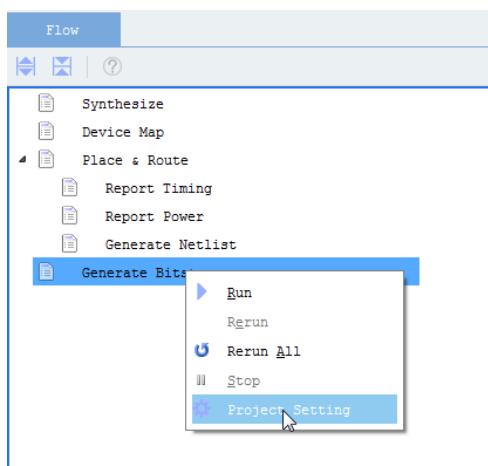 Flow
Synthesize
Device Map
Place & Route
Report Timing
Report Power
Generate Netlist
Generate
Run
Rerun
Rerun All
Stop
Project Setting